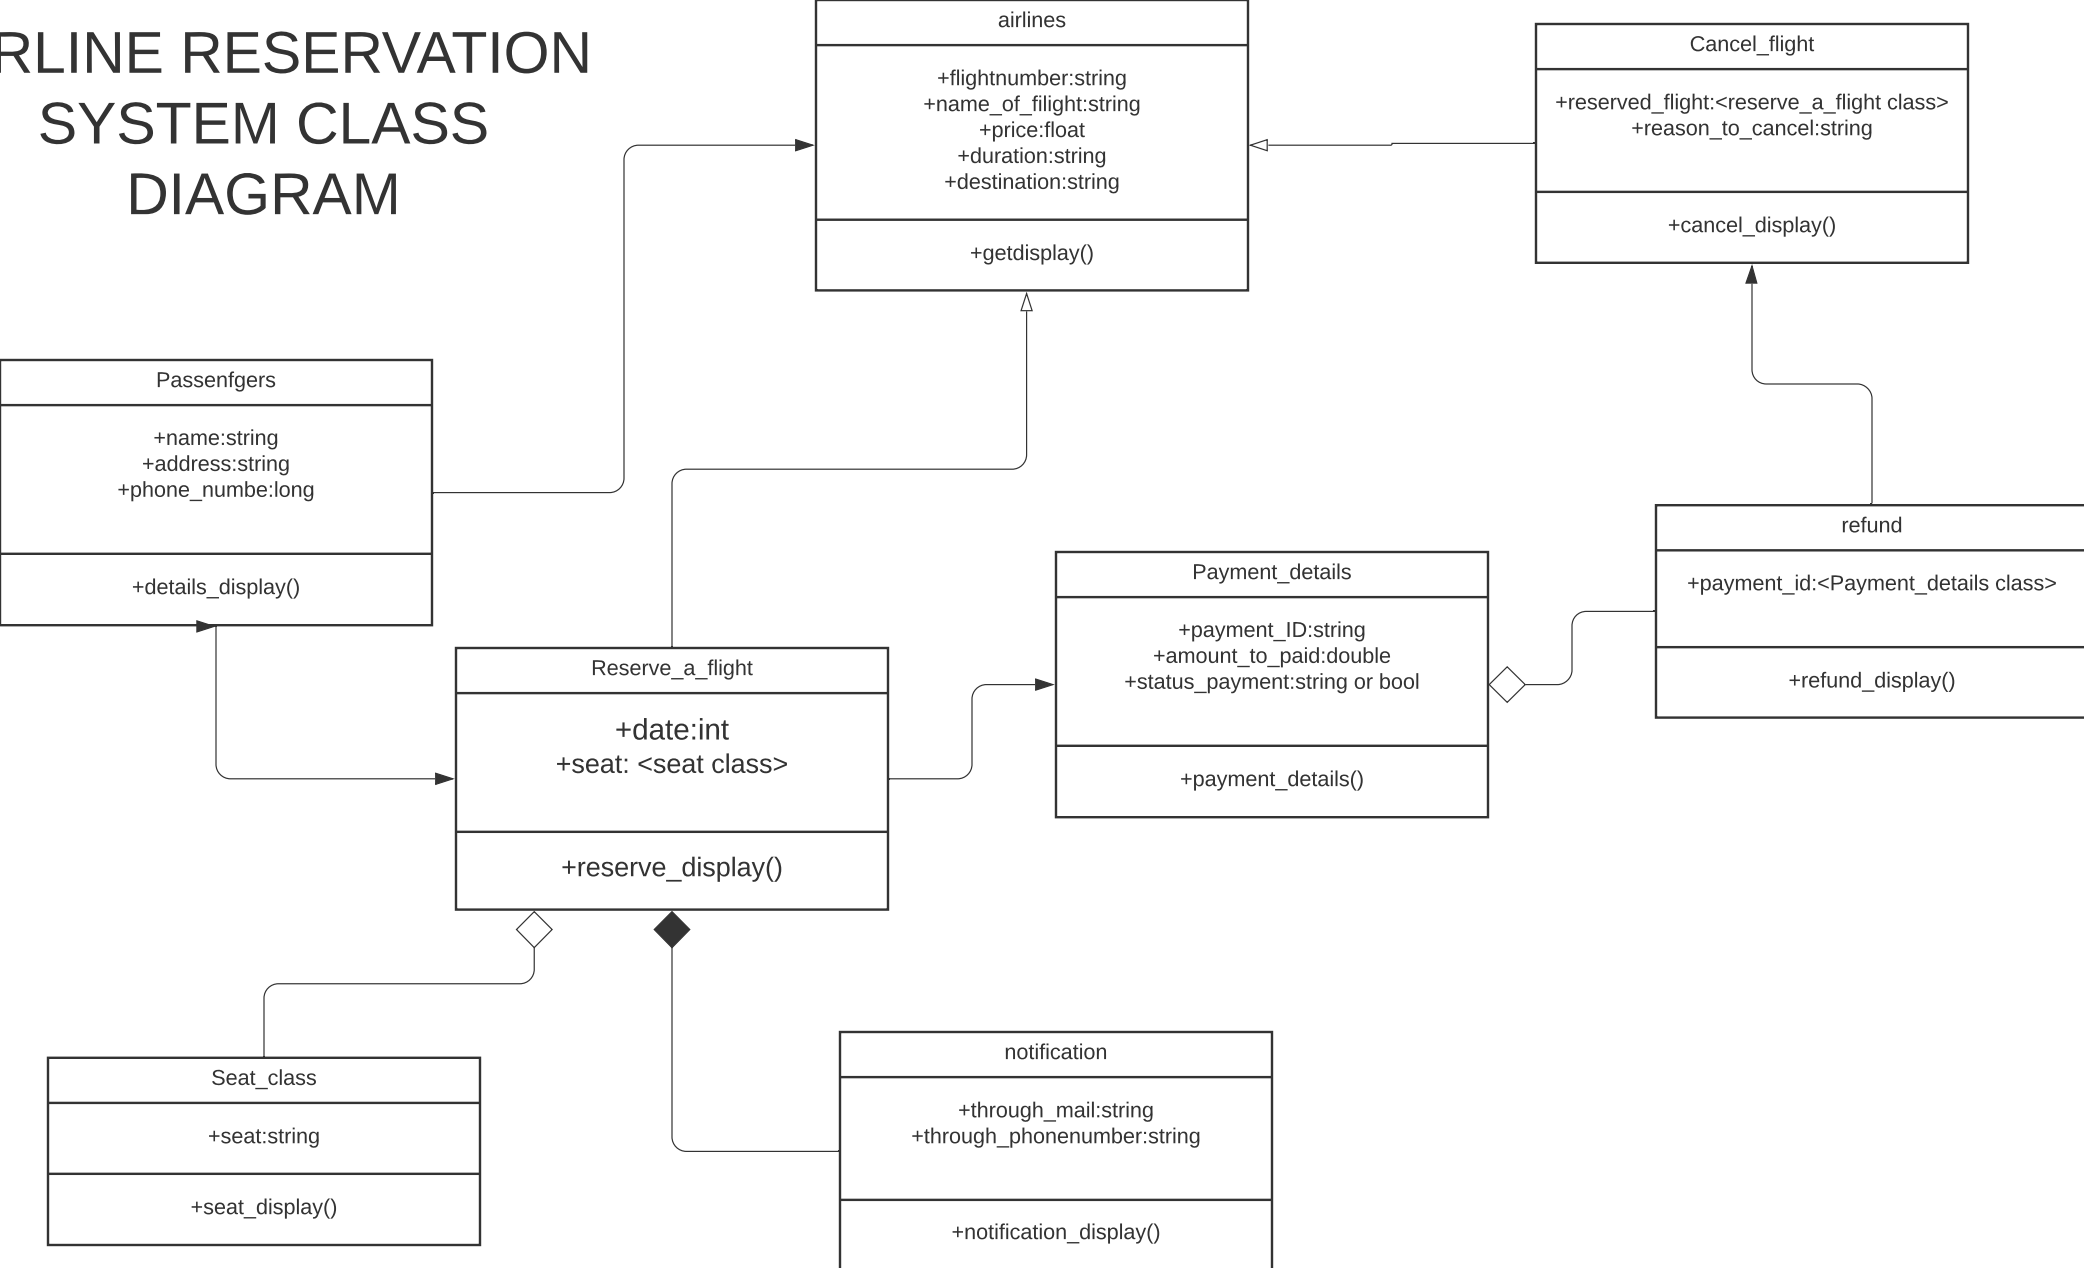 RLINE RESERVATION
SYSTEM CLASS
DIAGRAM
airlines
+flightnumber:string
+name_of_filight:string
+price:float
+duration:string
+destination:string
+getdisplay()
Cancel_flight
+reserved_flight:<reserve_a_flight class>
+reason_to_cancel:string
+cancel_display()
Passenfgers
+name:string
+address:string
+phone_numbe:long
+details_display()
Reserve_a_flight
+date:int
+seat: <seat class>
+reserve_display()
Payment_details
+payment_ID:string
+amount_to_paid:double
+status_payment:string or bool
+payment_details()
refund
+payment_id:<Payment_details class>
+refund_display()
Seat_class
+seat:string
+seat_display()
notification
+through_mail:string
+through_phonenumber:string
+notification_display()